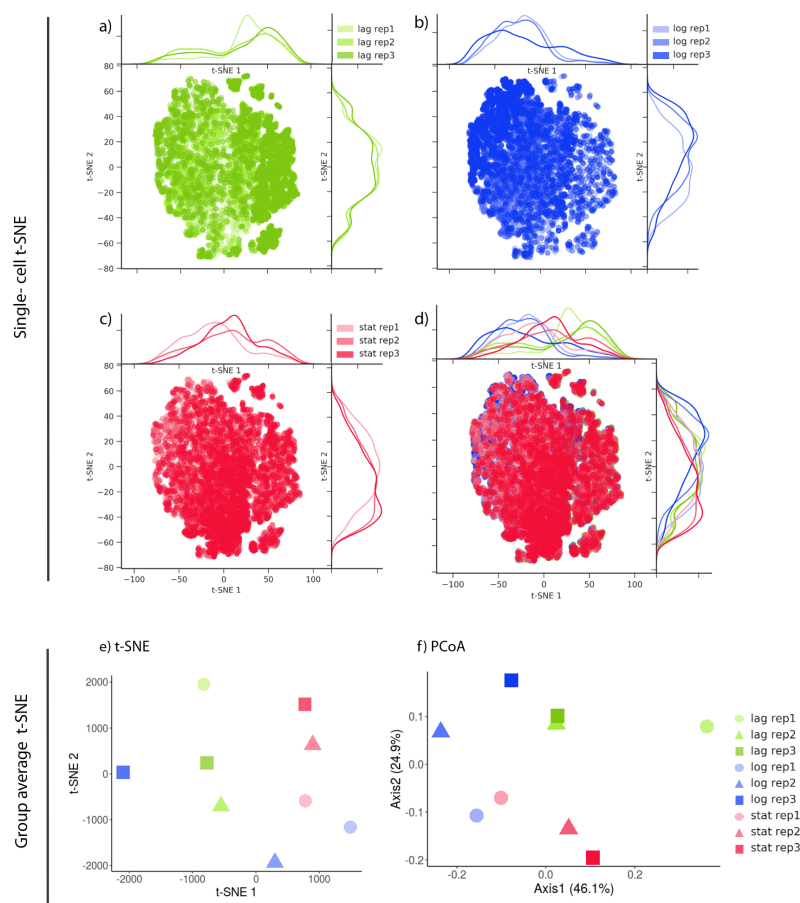 Single- cell t-SNE
a)
lag rep1
lag rep2
lag rep3
t-SNE 1
80
60
40
20
0
−20
−40
−60
−80
t-SNE 2
t-SNE 2
b)
log rep1
log rep2
log rep3
t-SNE 1
t-SNE 2
t-SNE 2
c)
stat rep1
stat rep2
stat rep3
t-SNE 1
80
60
40
20
0
−20
−40
−60
−80
t-SNE 2
t-SNE 2
−100
−50
0
50
100
t-SNE 1
d)
t-SNE 1
t-SNE 2
t-SNE 2
−100
−50
0
50
100
t-SNE 1
Group average t-SNE
e) t-SNE
2000
1000
0
-1000
-2000
t-SNE 2
-2000
-1000
0
1000
t-SNE 1
f) PCoA
0.1
0.0
-0.1
-0.2
Axis2 (24.9%)
-0.2
0.0
0.2
Axis1 (46.1%)
lag rep1
lag rep2
lag rep3
log rep1
log rep2
log rep3
stat rep1
stat rep2
stat rep3